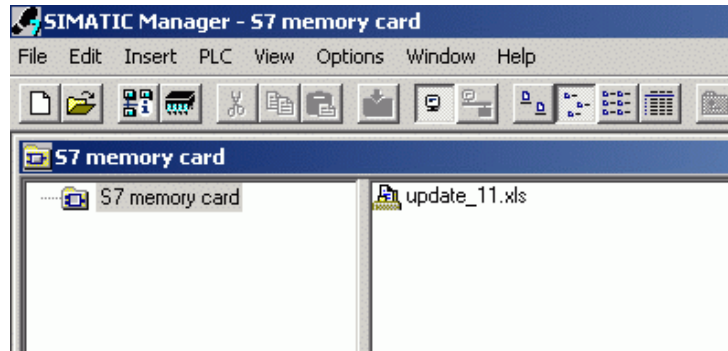 SIMATIC Manager - S7 memory card
File Edit Insert PLC View Options Window Help
S7 memory card
S7 memory card
update_11.xls